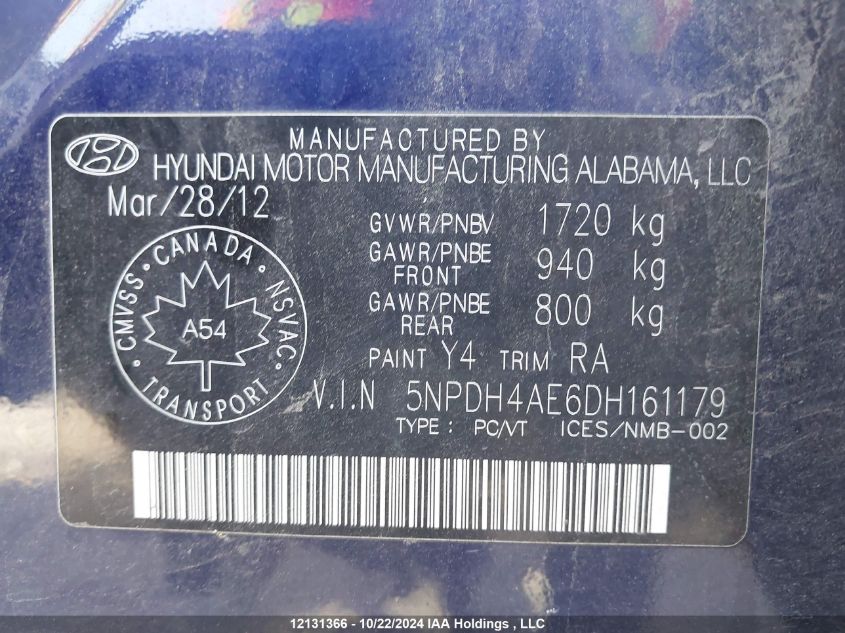 MANUFACTURED BY
HYUNDAI MOTOR MANUFACTURING ALABAMA, LLC
Mar/28/12
GVWR/PNBV 1720 kg
GAWR/PNBE FRONT 940 kg
GAWR/PNBE REAR 800 kg
PAINT Y4 TRIM RA
V.I.N 5NPDH4AE6DH161179
TYPE: PC/VT ICES/NMB-002
CMVSS • CANADA • NSVAC • TRANSPORT •
A54
12131366 - 10/22/2024 IAA Holdings , LLC